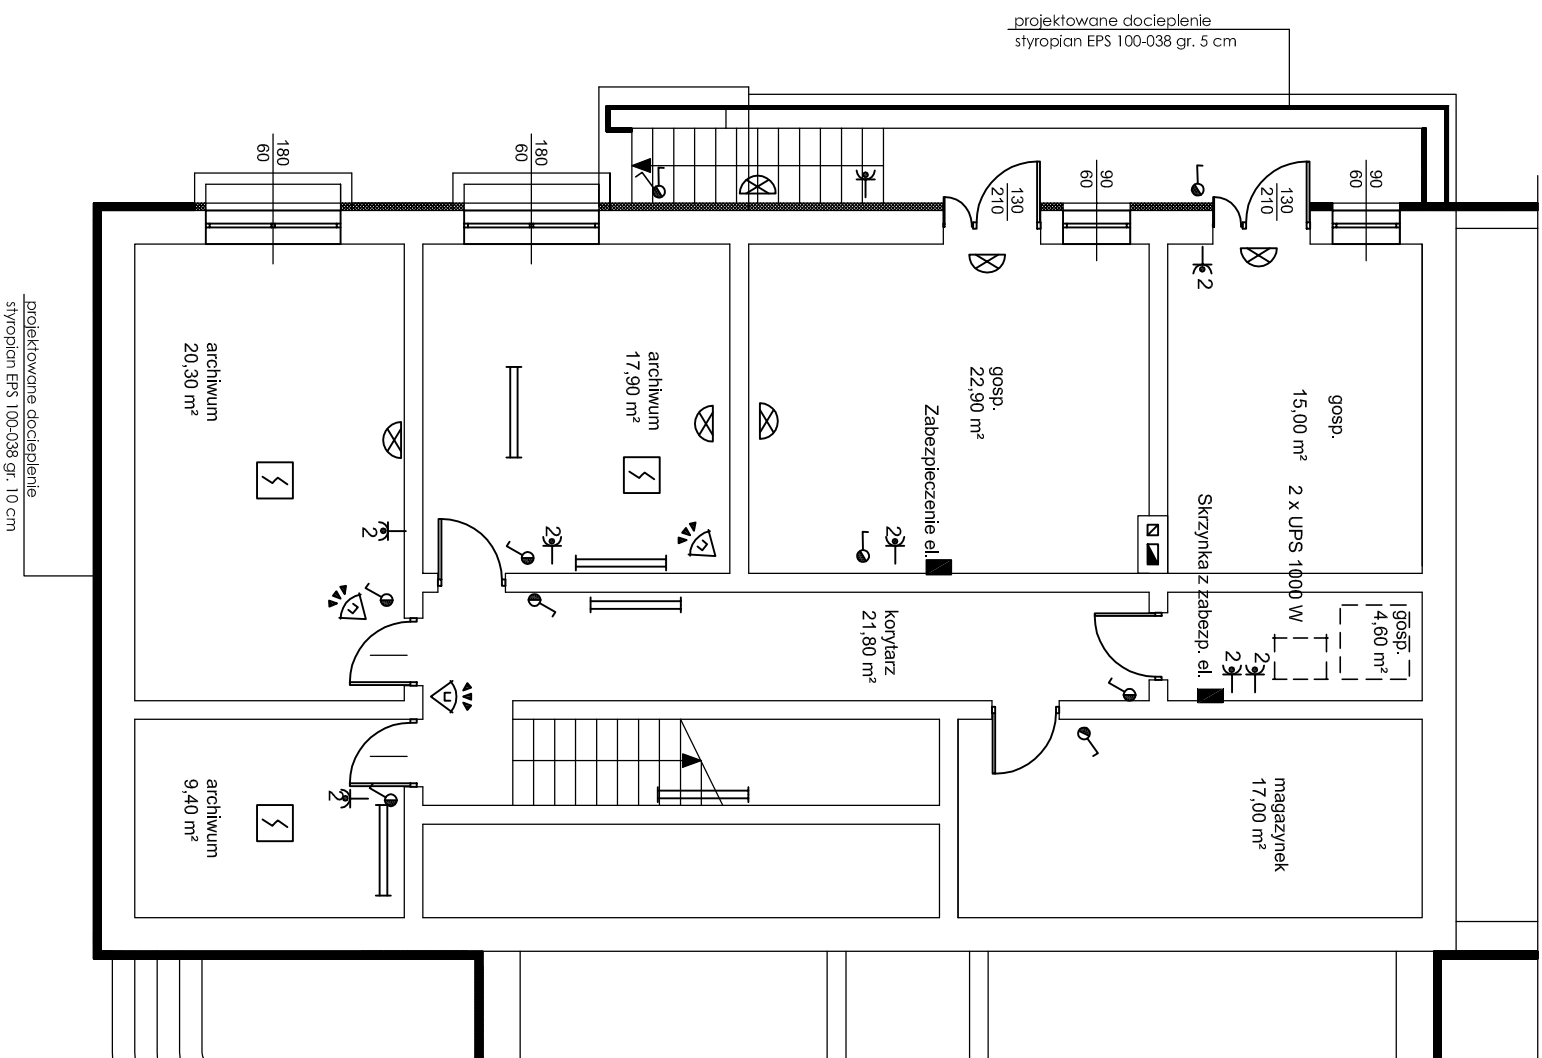 projektowane docieplenie
styropian EPS 100-038 gr. 5 cm
180
60
180
60
130
210
90
60
130
210
90
60
projektowane docieplenie
styropian EPS 100-038 gr. 10 cm
archiwum
20,30 m²
archiwum
17,90 m²
gosp.
22,90 m²
Zabezpieczenie el.
gosp.
15,00 m²
2 x UPS 1000 W
Skrzynka z zabezp. el.
gosp.
4,60 m²
korytarz
21,80 m²
archiwum
9,40 m²
magazynek
17,00 m²
2
2
2
2
2
2
2